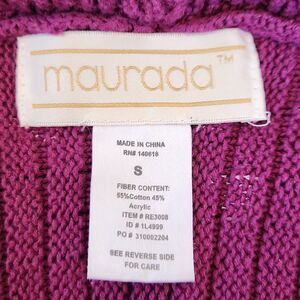 maurada™
MADE IN CHINA
RN# 140616
S
FIBER CONTENT:
55%Cotton 45%
Acrylic
ITEM # RE3008
ID # 1L4999
PO # 310002204
SEE REVERSE SIDE
FOR CARE